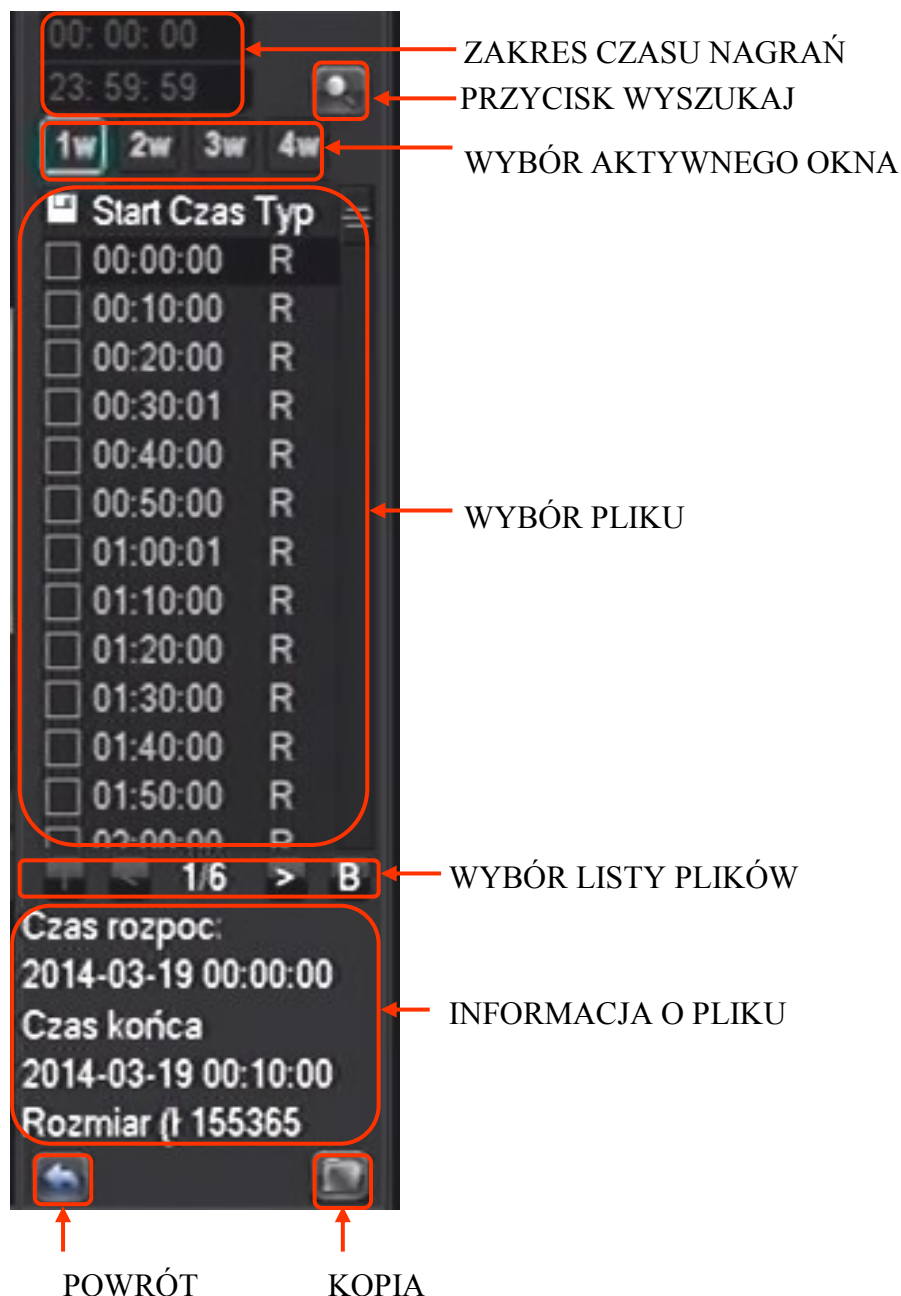 00: 00: 00
ZAKRES CZASU NAGRAŃ
23: 59: 59
PRZYCISK WYSZUKAJ
1w 2w 3w 4w
WYBÓR AKTYWNEGO OKNA
Start Czas Typ
00:00:00 R
00:10:00 R
00:20:00 R
00:30:01 R
00:40:00 R
00:50:00 R
WYBÓR PLIKU
01:00:01 R
01:10:00 R
01:20:00 R
01:30:00 R
01:40:00 R
01:50:00 R
02:00:00 R
< 1/6 > B
WYBÓR LISTY PLIKÓW
Czas rozpoc:
2014-03-19 00:00:00
INFORMACJA O PLIKU
Czas końca
2014-03-19 00:10:00
Rozmiar ( 155365
POWRÓT KOPIA